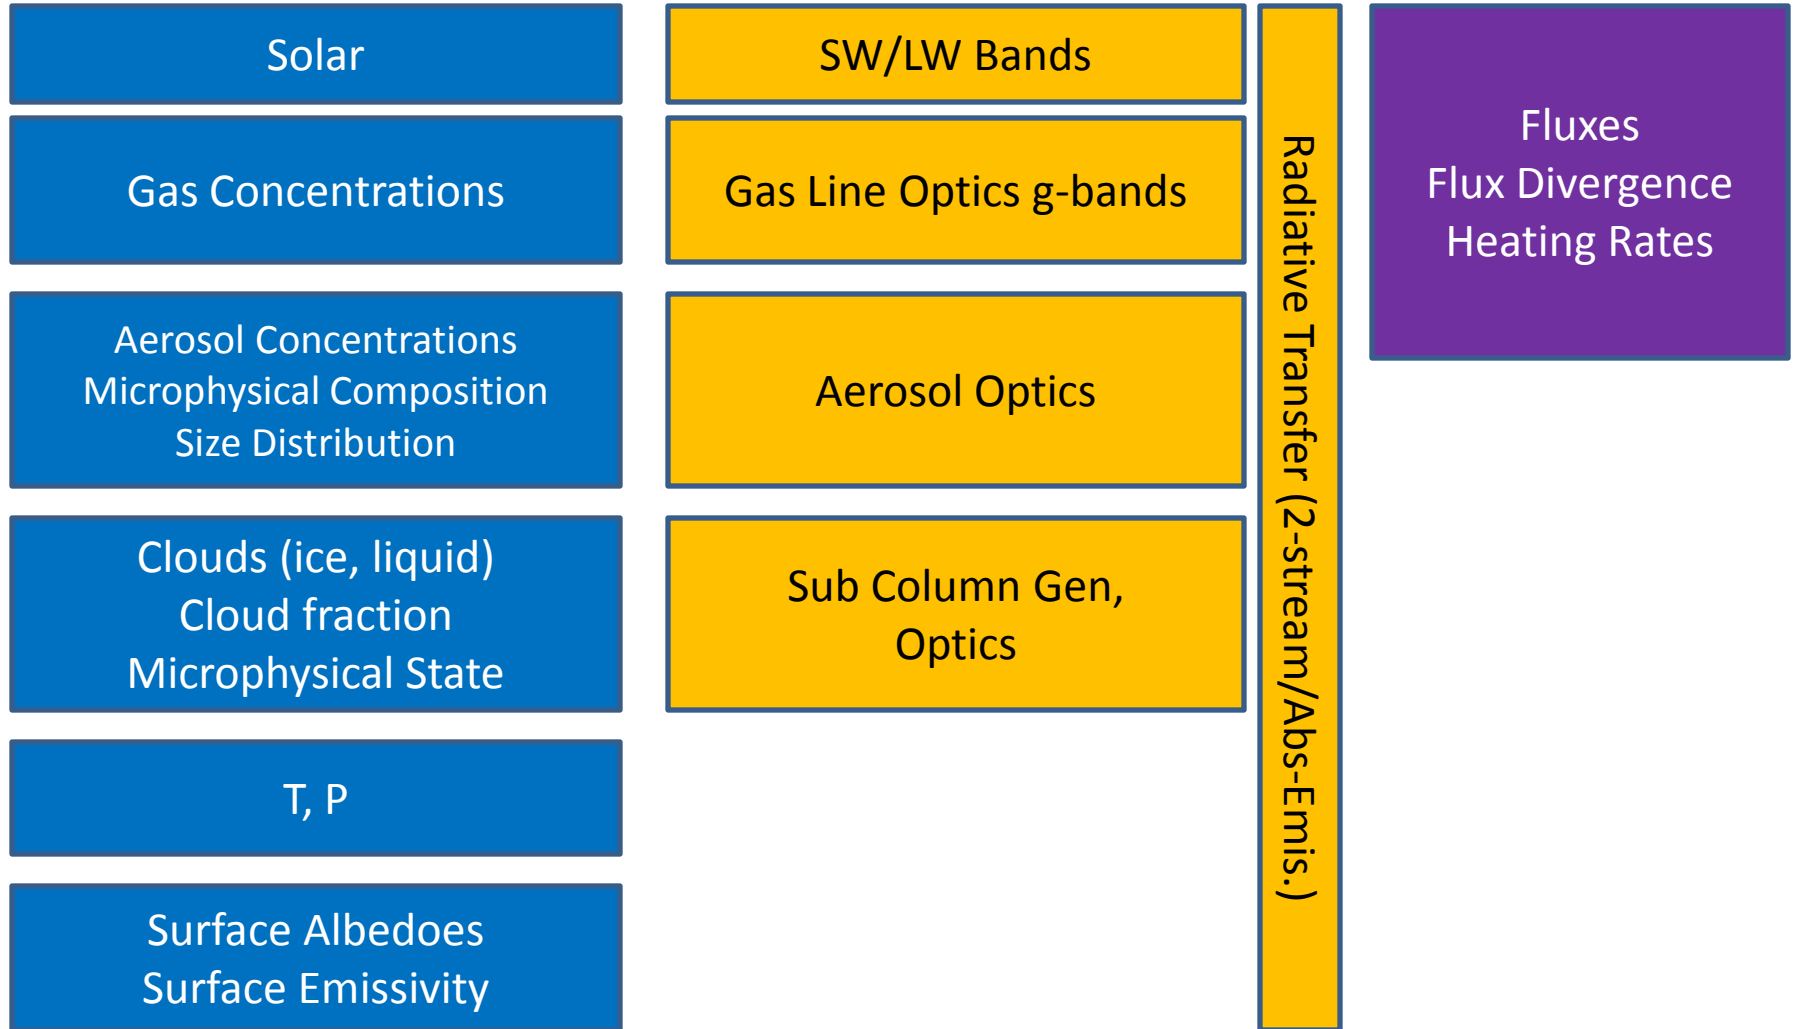 Solar
Gas Concentrations
Aerosol Concentrations
Microphysical Composition
Size Distribution
Clouds (ice, liquid)
Cloud fraction
Microphysical State
T, P
Surface Albedoes
Surface Emissivity
SW/LW Bands
Gas Line Optics g-bands
Aerosol Optics
Sub Column Gen,
Optics
Radiative Transfer (2-stream/Abs-Emis.)
Fluxes
Flux Divergence
Heating Rates